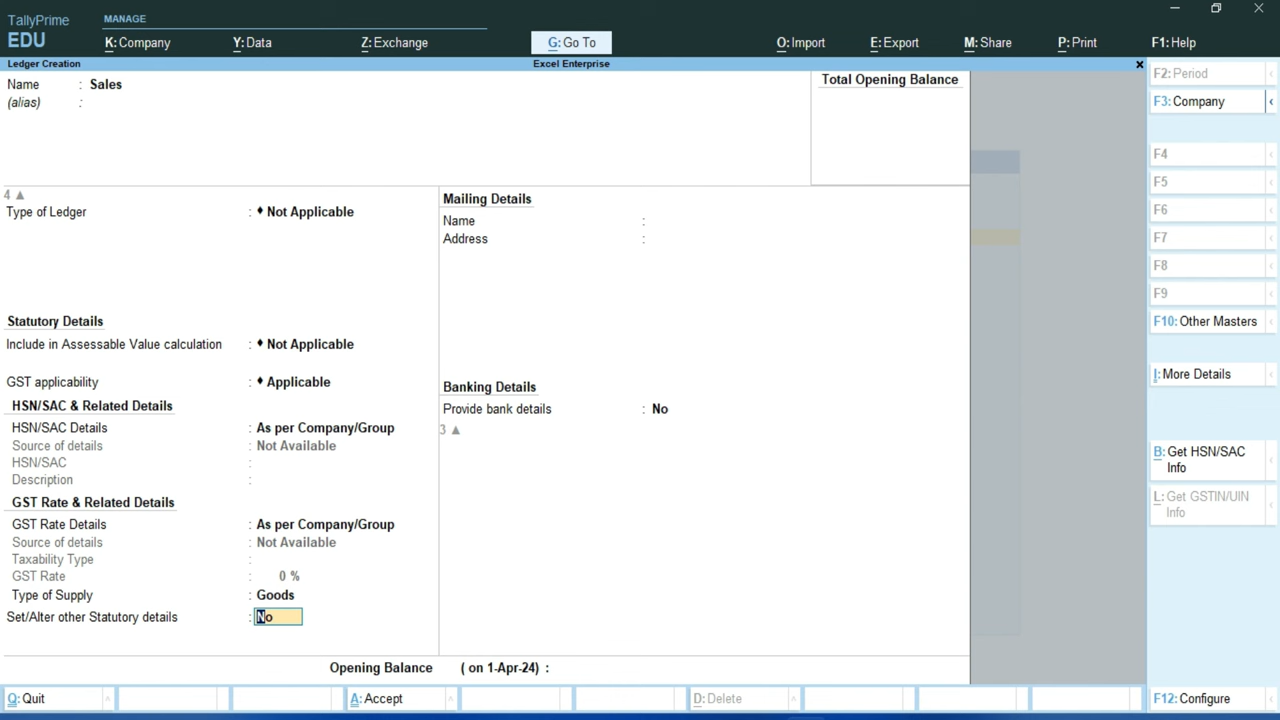 TallyPrime
EDU
MANAGE
K: Company
Y: Data
Z: Exchange
G: Go To
O: Import
E: Export
M: Share
P: Print
F1: Help
Ledger Creation
Excel Enterprise
Name : Sales
(alias) :
Total Opening Balance
4
Type of Ledger : Not Applicable
Statutory Details
Include in Assessable Value calculation : Not Applicable
GST applicability : Applicable
HSN/SAC & Related Details
HSN/SAC Details : As per Company/Group
Source of details : Not Available
HSN/SAC :
Description :
GST Rate & Related Details
GST Rate Details : As per Company/Group
Source of details : Not Available
Taxability Type :
GST Rate : 0 %
Type of Supply : Goods
Set/Alter other Statutory details : No
Mailing Details
Name :
Address :
Banking Details
Provide bank details : No
3
Opening Balance ( on 1-Apr-24) :
F2: Period
F3: Company
F4
F5
F6
F7
F8
F9
F10: Other Masters
I: More Details
B: Get HSN/SAC
Info
L: Get GSTIN/UIN
Info
Q: Quit
A: Accept
D: Delete
F12: Configure